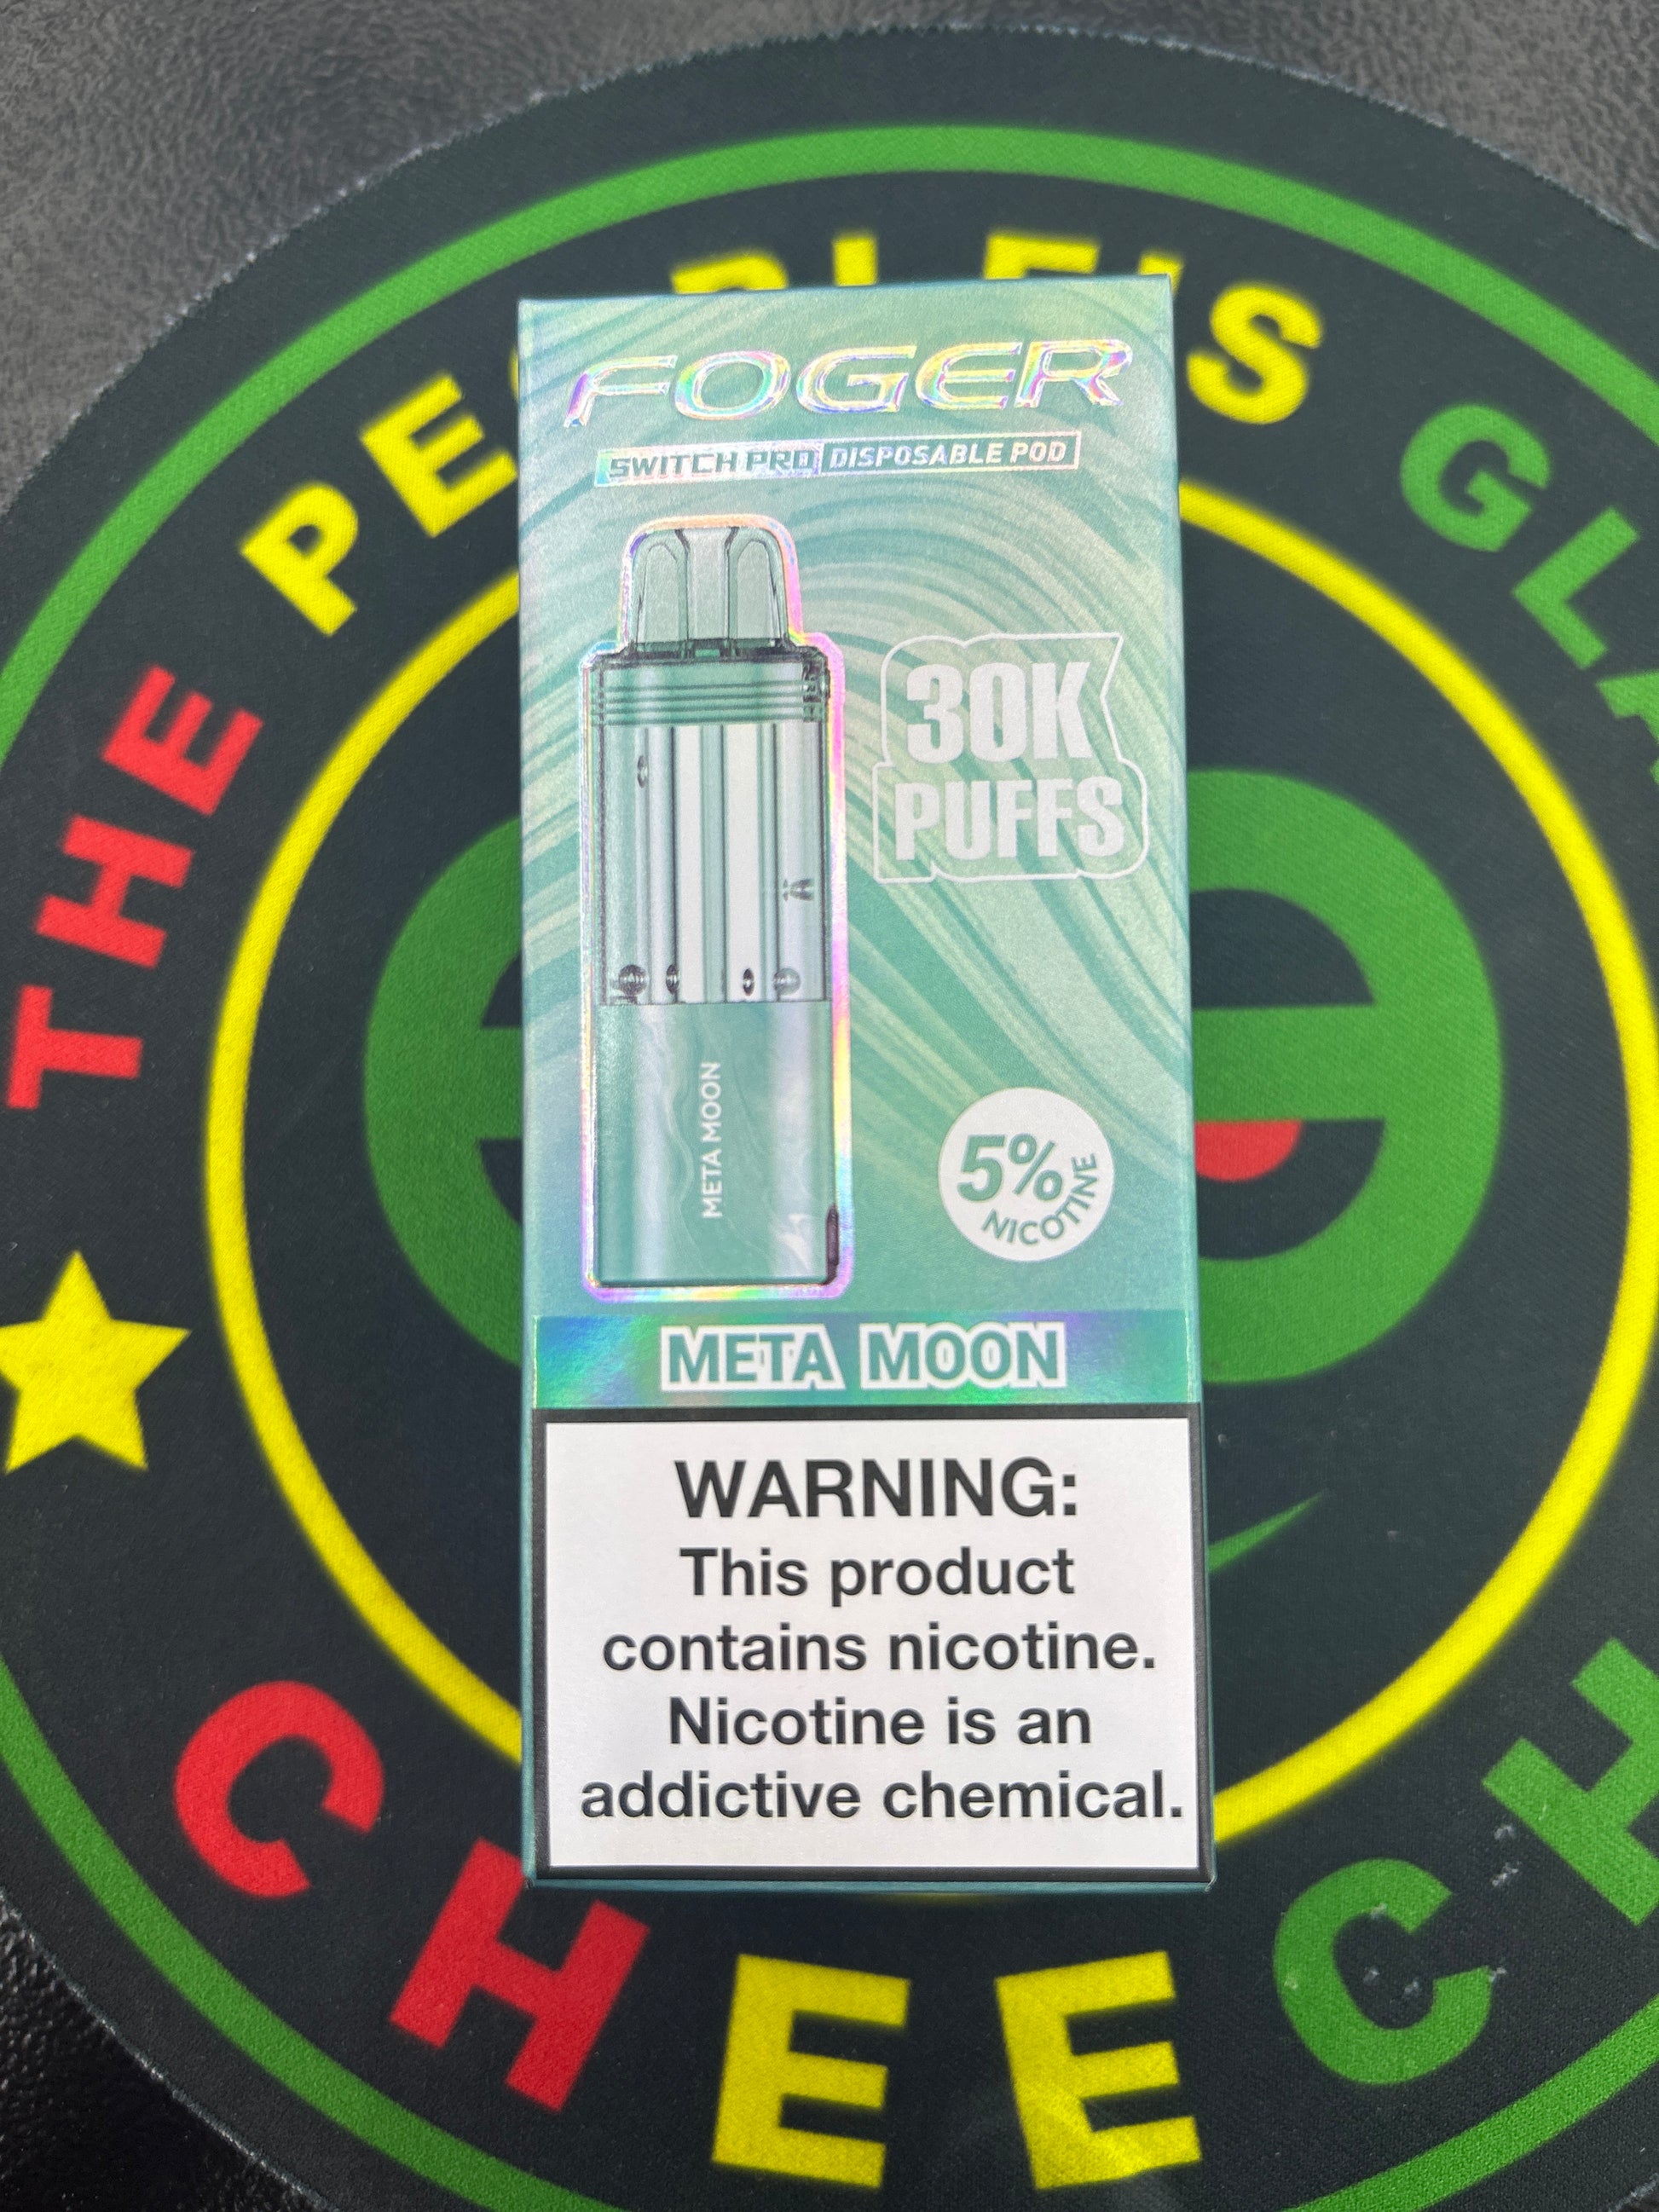 FOGER
SWITCH PRO DISPOSABLE POD
30K
PUFFS
META MOON
5%
NICOTINE
META MOON
WARNING:
This product
contains nicotine.
Nicotine is an
addictive chemical.
THE
CHEECH